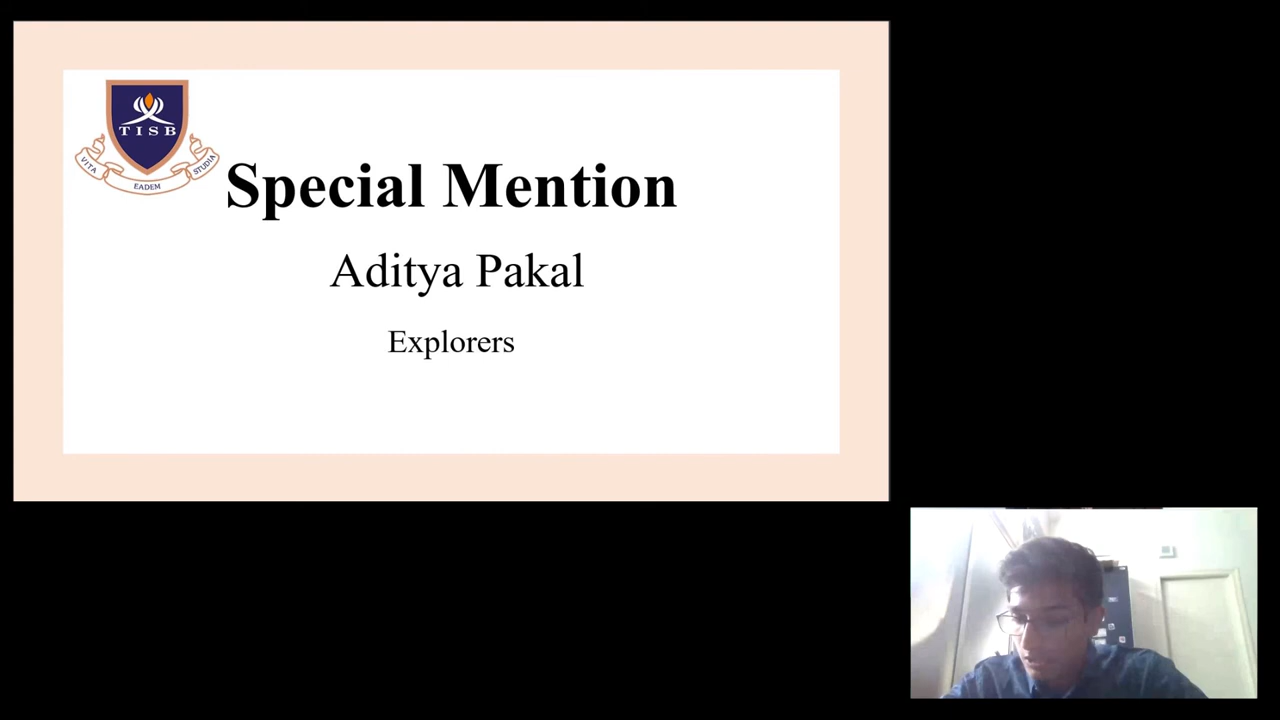 TISB
VITA
EADEM
STUDIA
Special Mention
Aditya Pakal
Explorers